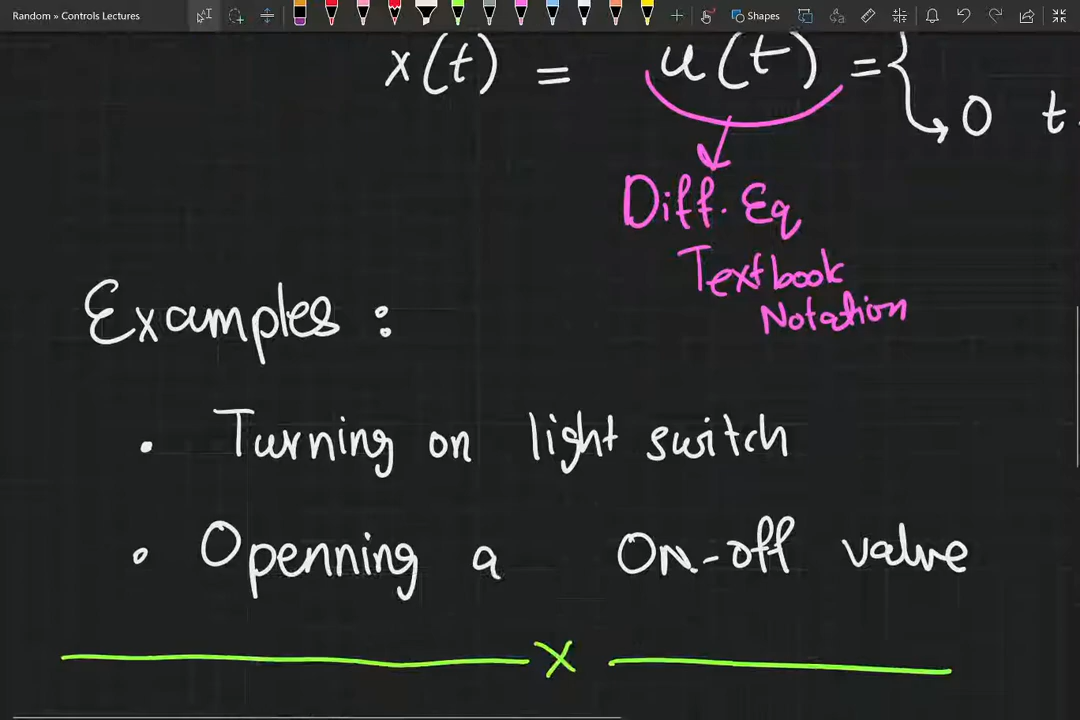 Random » Controls Lectures
Shapes
x(t) = u(t) = {
0 t
Diff. Eq
Textbook
Notation
Examples :
• Turning on light switch
• Openning a On-off valve
x